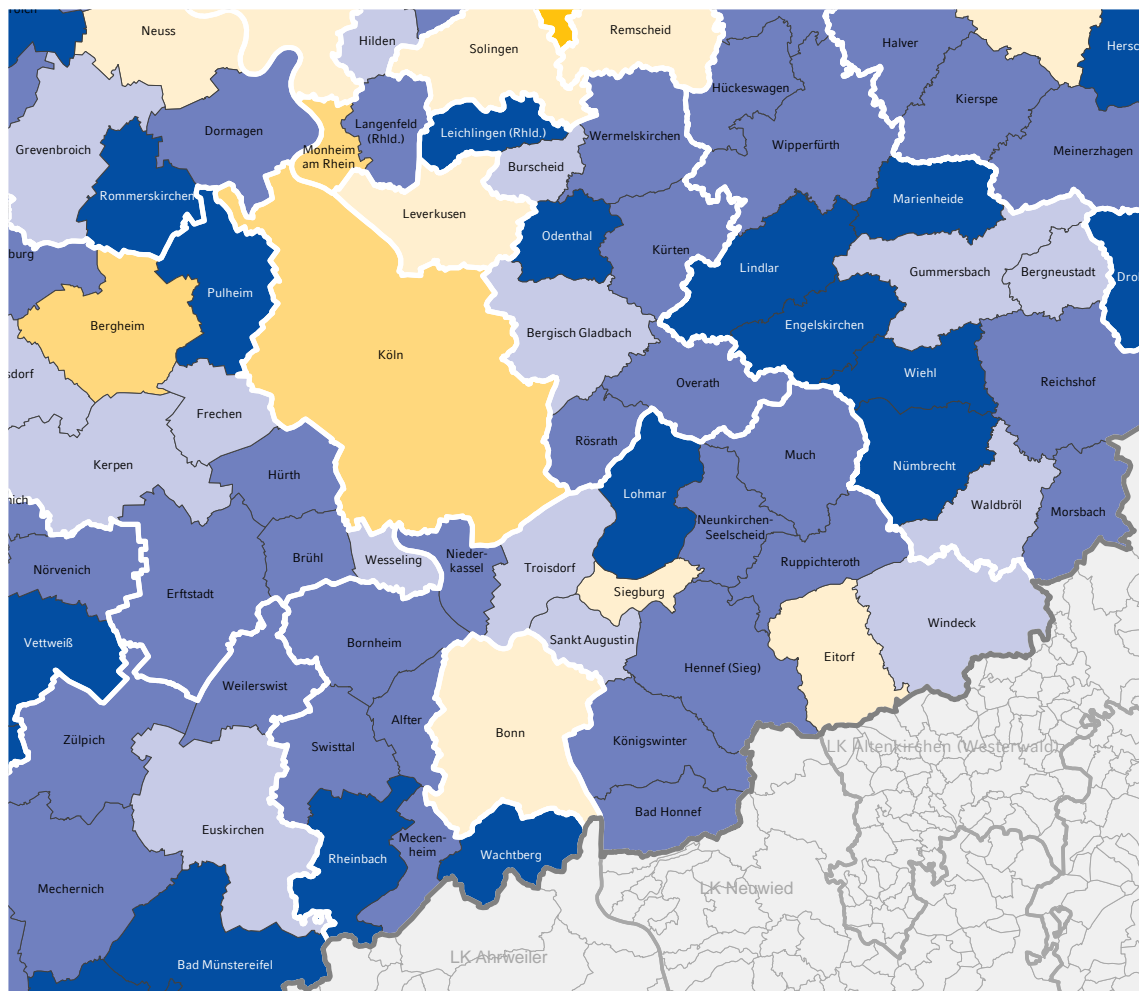 Neuss
Hilden
Solingen
Remscheid
Halver
Hersc
Hückeswagen
Kierspe
Dormagen
Langenfeld
(Rhld.)
Leichlingen (Rhld.)
Wermelskirchen
Wipperfürth
Meinerzhagen
Grevenbroich
Monheim
am Rhein
Burscheid
Rommerskirchen
Marienheide
Leverkusen
Odenthal
Kürten
burg
Lindlar
Gummersbach
Bergneustadt
Drol
Pulheim
Bergheim
Bergisch Gladbach
Engelskirchen
Köln
sdorf
Overath
Wiehl
Reichshof
Frechen
Rösrath
Kerpen
Hürth
Much
Nümbrecht
Lohmar
nich
Waldbröl
Morsbach
Neunkirchen-
Seelscheid
Nörvenich
Brühl
Wesseling
Nieder-
kassel
Troisdorf
Ruppichteroth
Erftstadt
Siegburg
Windeck
Vettweiß
Bornheim
Sankt Augustin
Hennef (Sieg)
Eitorf
Weilerswist
Zülpich
Swisttal
Alfter
Bonn
Königswinter
LK Altenkirchen (Westerwald)
Euskirchen
Bad Honnef
Rheinbach
Mecken-
heim
Wachtberg
Mechernich
LK Neuwied
Bad Münstereifel
LK Ahrweiler